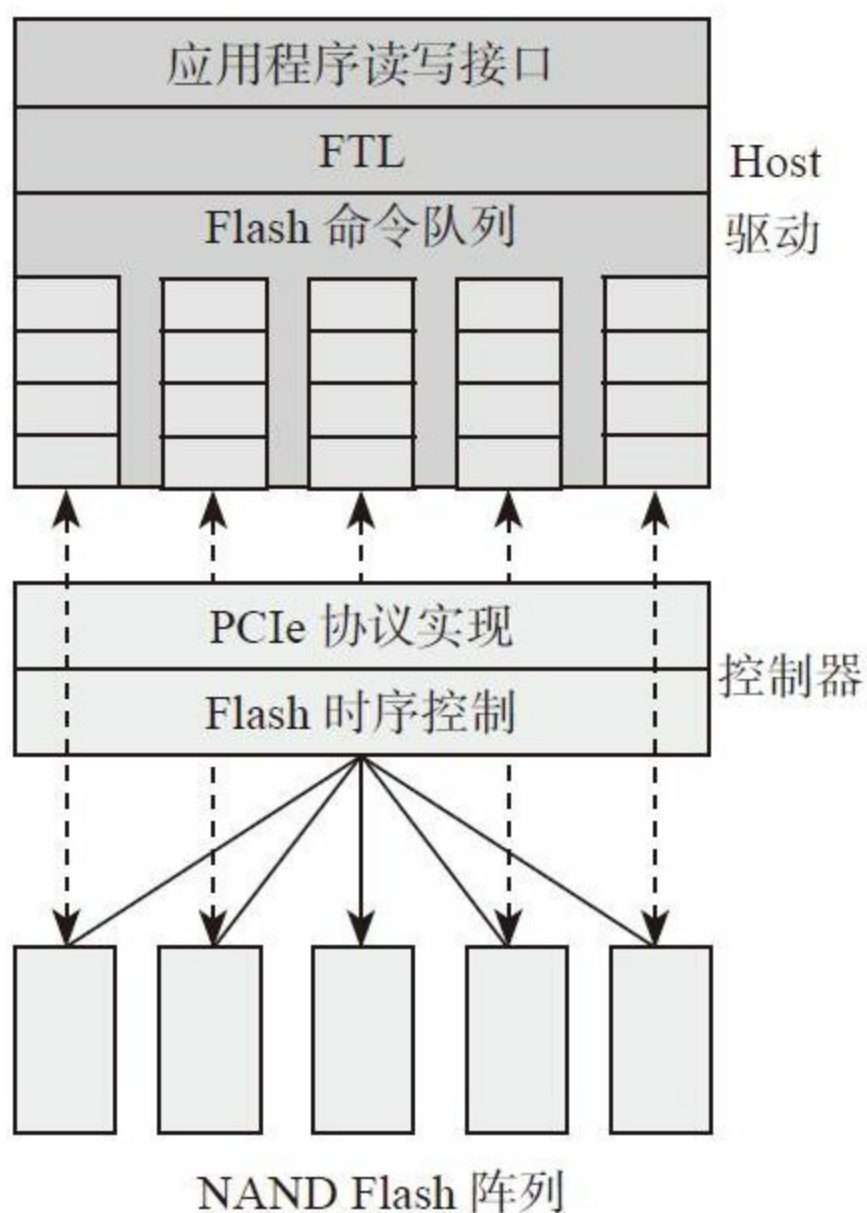 应用程序读写接口
FTL
Flash 命令队列
Host
驱动
PCIe 协议实现
Flash 时序控制
控制器
NAND Flash 阵列